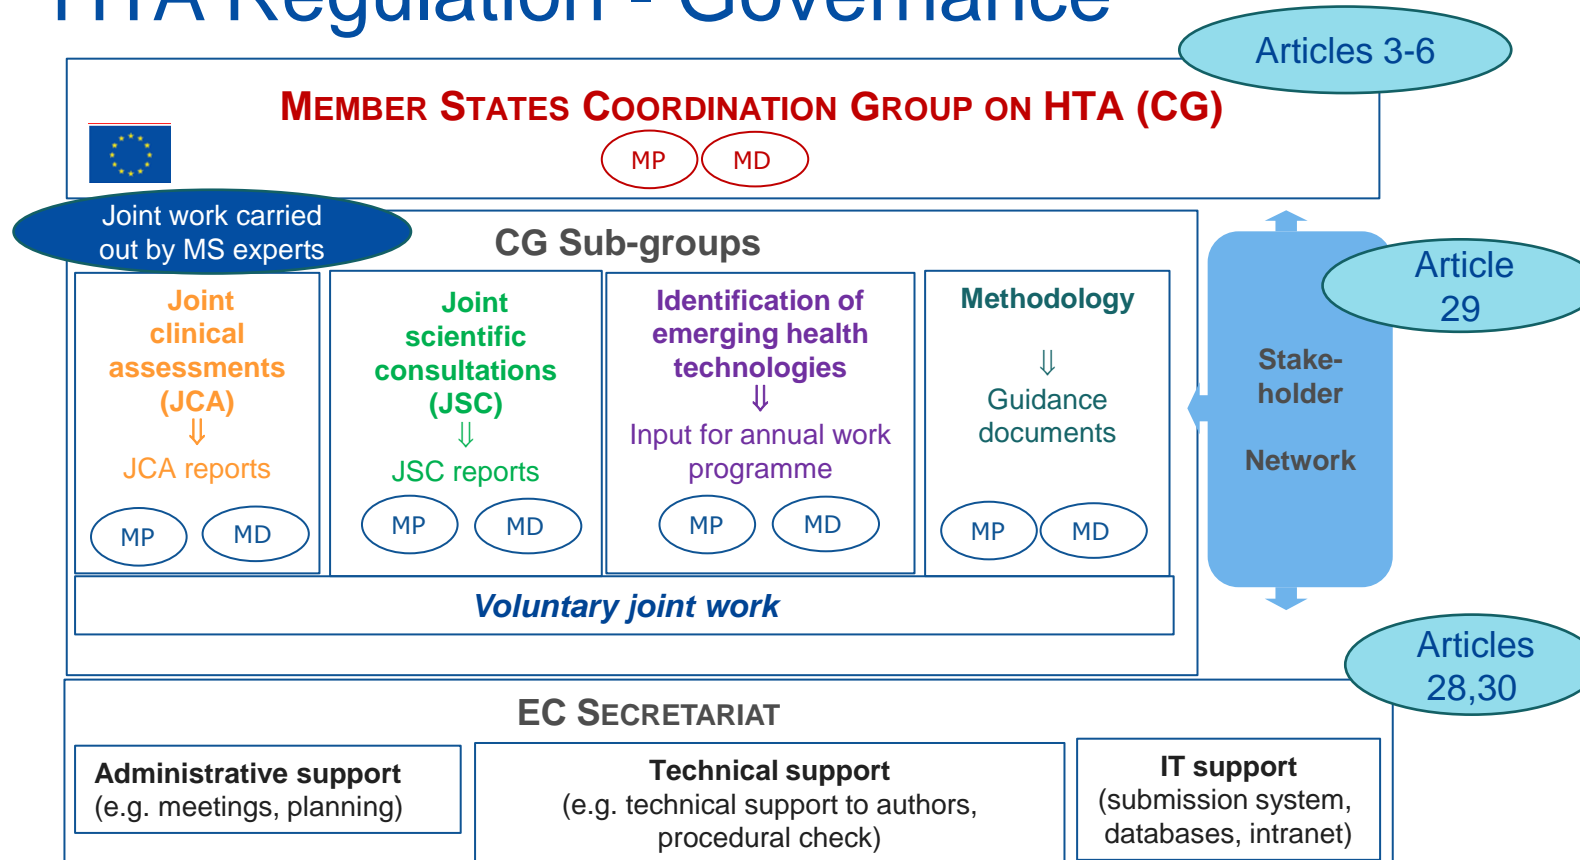 HTA Regulation - Governance
Articles 3-6
MEMBER STATES COORDINATION GROUP ON HTA (CG)
MP MD
Joint work carried
out by MS experts
CG Sub-groups
Joint
clinical
assessments
(JCA)
⇓
JCA reports
MP MD
Joint
scientific
consultations
(JSC)
⇓
JSC reports
MP MD
Identification of
emerging health
technologies
⇓
Input for annual work
programme
MP MD
Methodology
⇓
Guidance
documents
MP MD
Voluntary joint work
Article
29
Stake-
holder
Network
Articles
28,30
EC SECRETARIAT
Administrative support
(e.g. meetings, planning)
Technical support
(e.g. technical support to authors,
procedural check)
IT support
(submission system,
databases, intranet)